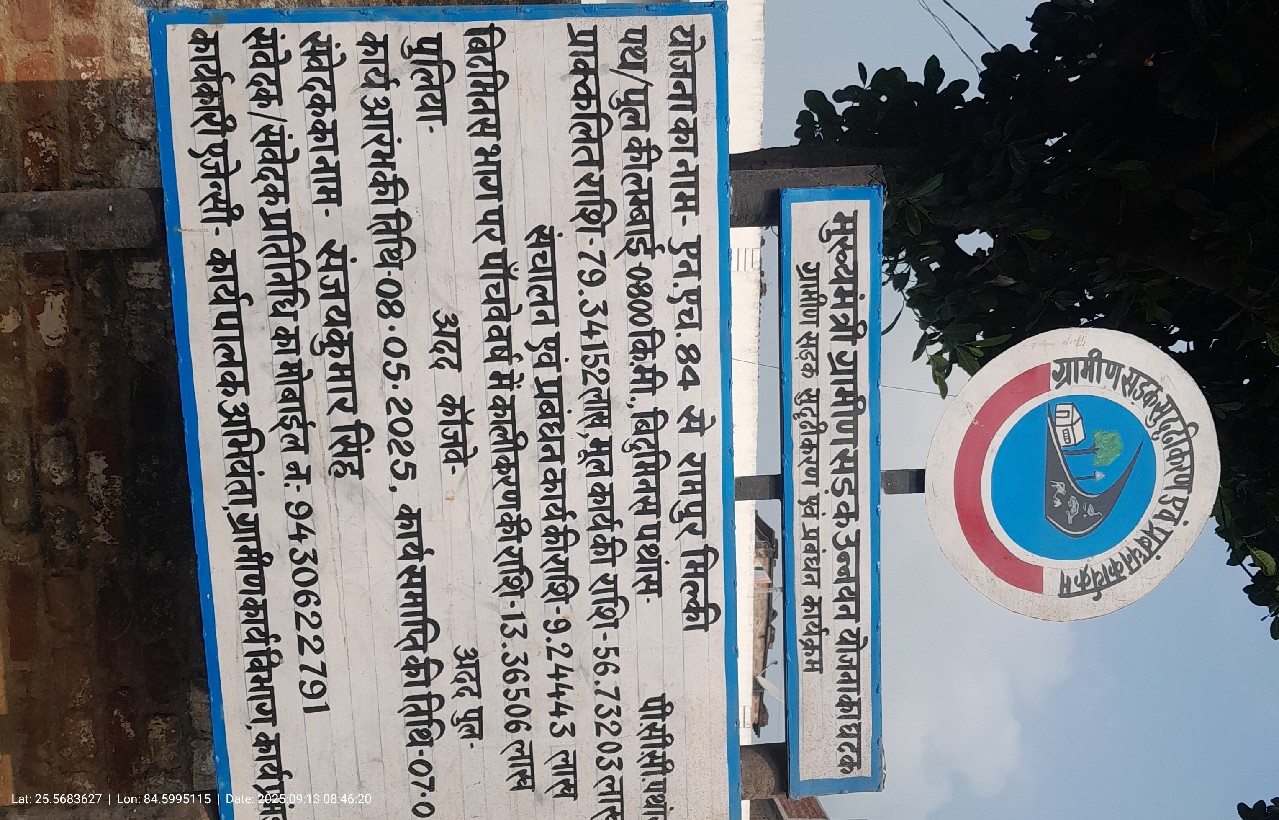 ग्रामीण सड़क सुदृढ़ीकरण एवं प्रबंधन कार्यक्रम
मुख्यमंत्री ग्रामीण सड़क उन्नयन योजना का घटक
ग्रामीण सड़क सुदृढ़ीकरण एवं प्रबंधन कार्यक्रम
योजना का नाम- एन.एच.84 से रामपुर मिल्की
पथ/पुल की लम्बाई-0.800 कि.मी., विटुमिनस पथांस- पी सी सी पथां
प्राक्कलित राशि-79.34152 लाख, मूल कार्य की राशि-56.73203 लाख
संचालन एवं प्रबंधन कार्य की राशि-9.24443 लाख
विटुमिनस भाग पर पाँचवे वर्ष में कालीकरण की राशि-13.36506 लाख
पुलिया- अदद कॉजवे- अदद पुल-
कार्य आरंभ की तिथि-08.05.2025, कार्य समाप्ति की तिथि-07.0
संवेदक का नाम- संजय कुमार सिंह
संवेदक/संवेदक प्रतिनिधि का मोबाईल नं.-9430622791
कार्यकारी एजेन्सी- कार्यपालक अभियंता, ग्रामीण कार्य विभाग, कार्य प्रमं
Lat: 25.5683627 | Lon: 84.5995115 | Date: 2025:09:13 08:46:20